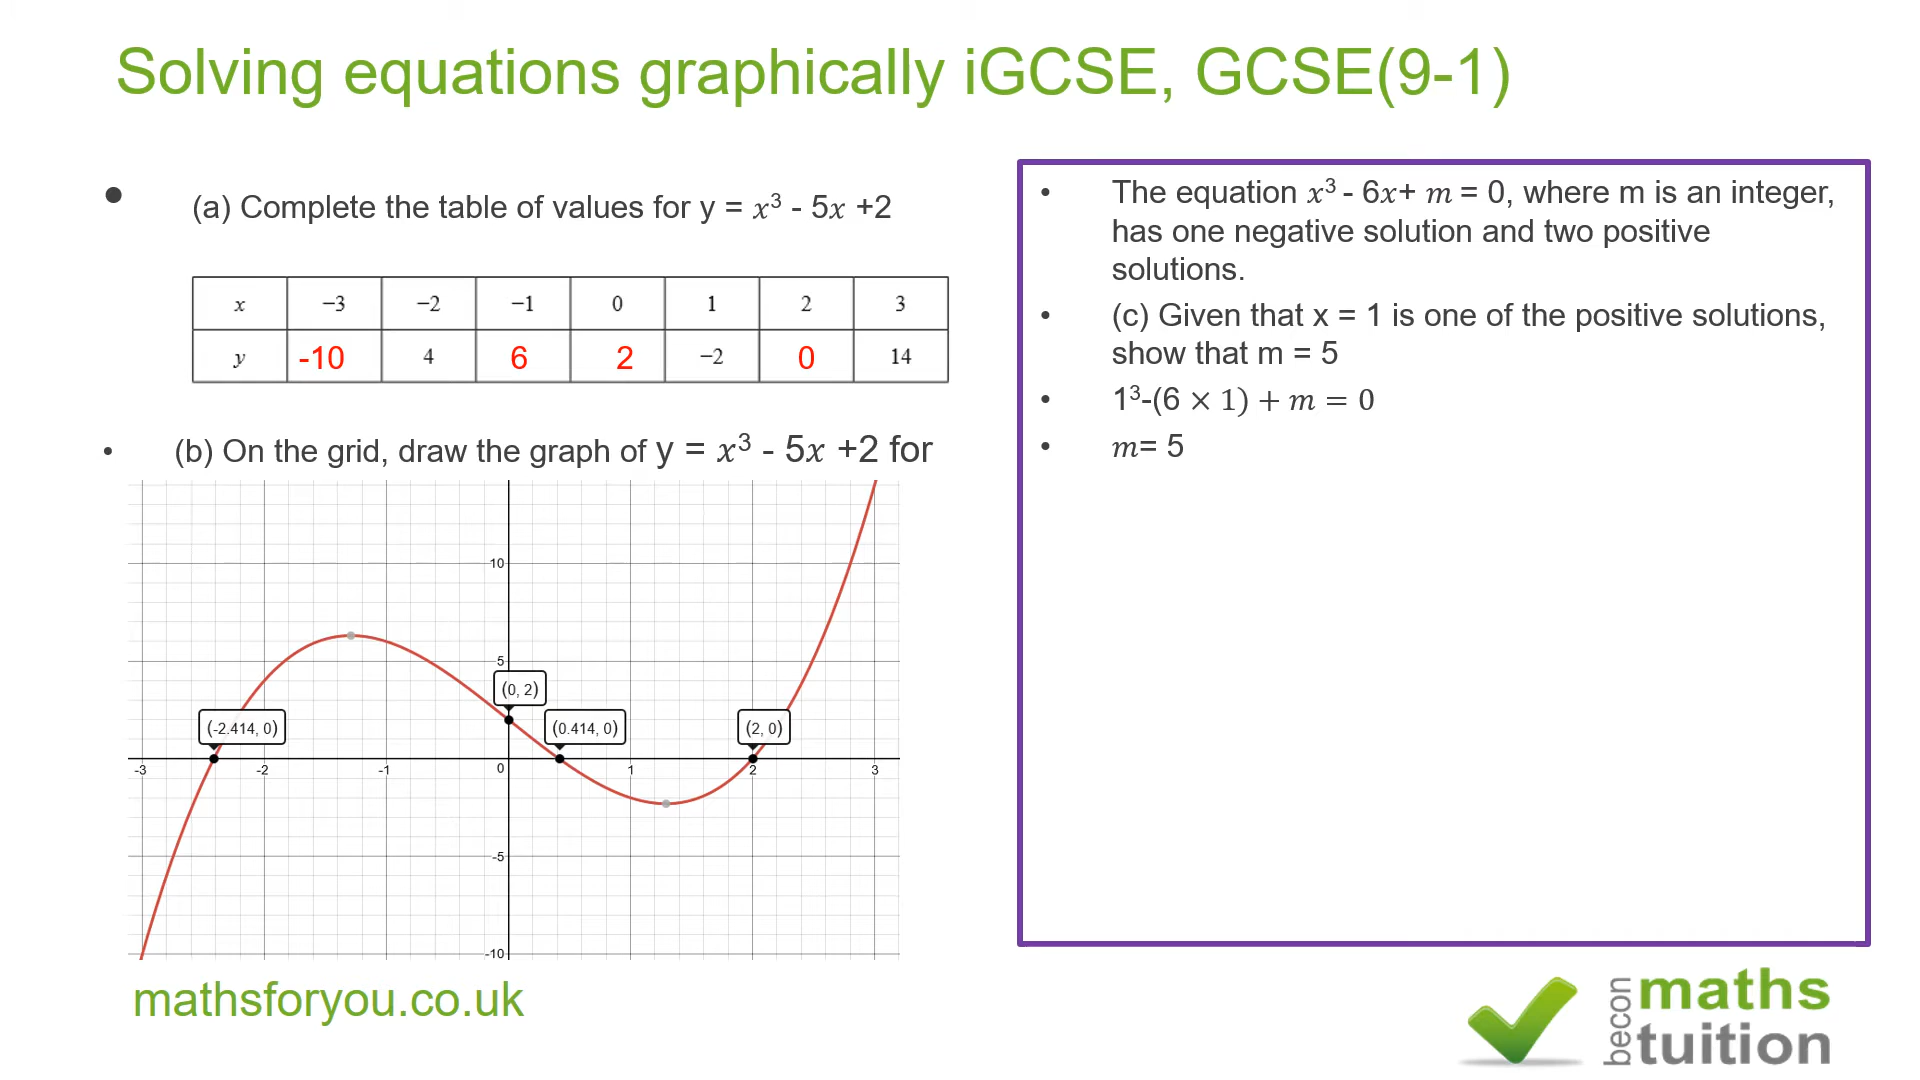 Solving equations graphically iGCSE, GCSE(9-1)
• (a) Complete the table of values for y = 𝑥³ - 5𝑥 +2
x −3 −2 −1 0 1 2 3
y -10 4 6 2 −2 0 14
• (b) On the grid, draw the graph of y = 𝑥³ - 5𝑥 +2 for
10
5
(0, 2)
(-2.414, 0) (0.414, 0) (2, 0)
-3 -2 -1 0 1 2 3
-5
-10
• The equation 𝑥³ - 6𝑥+ 𝑚 = 0, where m is an integer,
has one negative solution and two positive
solutions.
• (c) Given that x = 1 is one of the positive solutions,
show that m = 5
• 1³-(6 × 1) + 𝑚 = 0
• 𝑚= 5
mathsforyou.co.uk
becon
maths
tuition